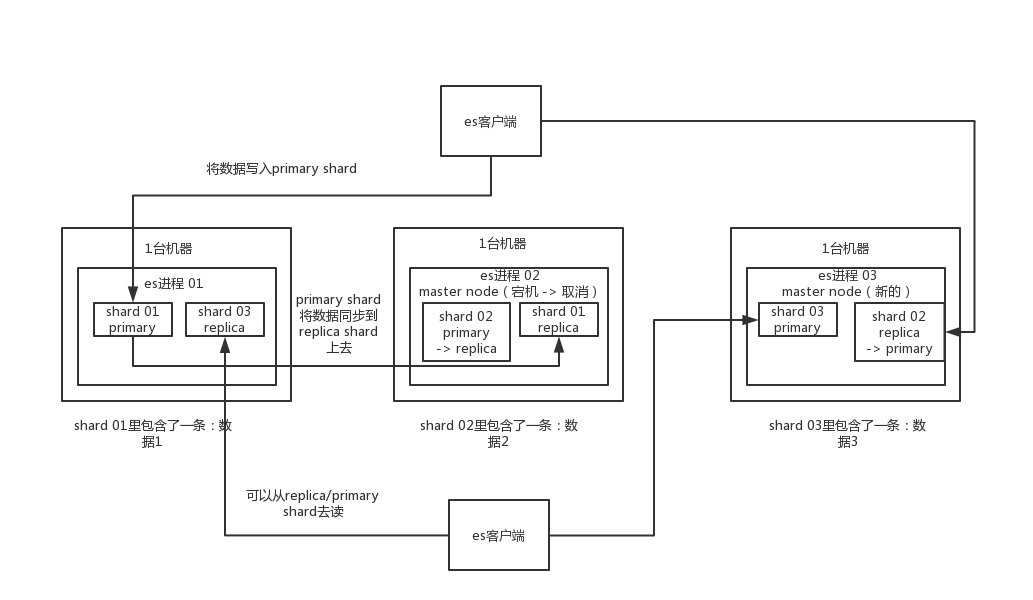 es客户端
将数据写入primary shard
1台机器
es进程 01
shard 01
primary
shard 03
replica
primary shard
将数据同步到
replica shard
上去
1台机器
es进程 02
master node（宕机 -> 取消）
shard 02
primary
-> replica
shard 01
replica
1台机器
es进程 03
master node（新的）
shard 03
primary
shard 02
replica
-> primary
shard 01里包含了一条：数
据1
shard 02里包含了一条：数
据2
shard 03里包含了一条：数
据3
可以从replica/primary
shard去读
es客户端